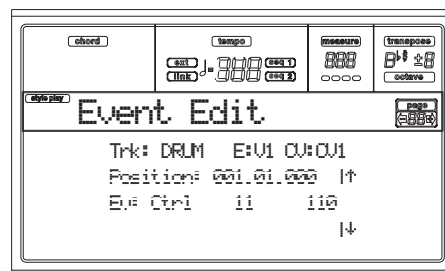 chord tempo measure transpose
ext seq 1
link seq 2
octave
style play
Event Edit page
Trk: DRUM E:V1 CV:CV1
Position: 001.01.000 |↑
Ev: Ctrl 11 110
|↓